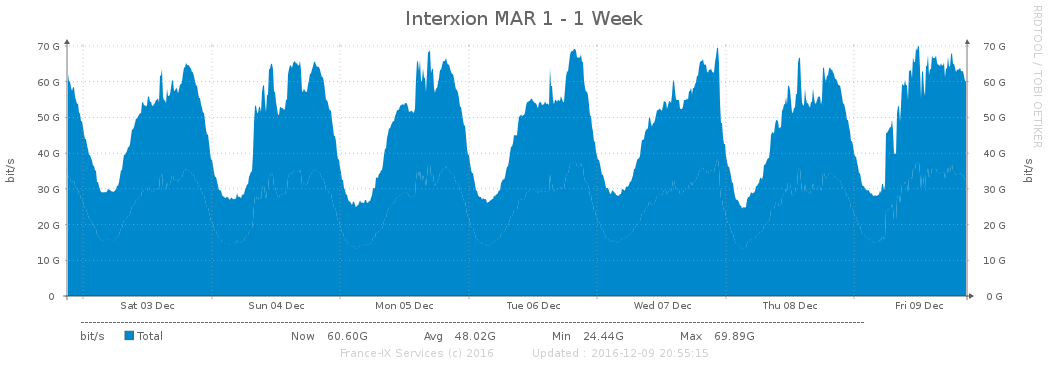 Interxion MAR 1 - 1 Week
RRDTOOL / TOBI OETIKER
bit/s
bit/s
70 G 70 G
60 G 60 G
50 G 50 G
40 G 40 G
30 G 30 G
20 G 20 G
10 G 10 G
0 0 G
Sat 03 Dec Sun 04 Dec Mon 05 Dec Tue 06 Dec Wed 07 Dec Thu 08 Dec Fri 09 Dec
bit/s Total Now 60.60G Avg 48.02G Min 24.44G Max 69.89G
France-IX Services (c) 2016 Updated : 2016-12-09 20:55:15